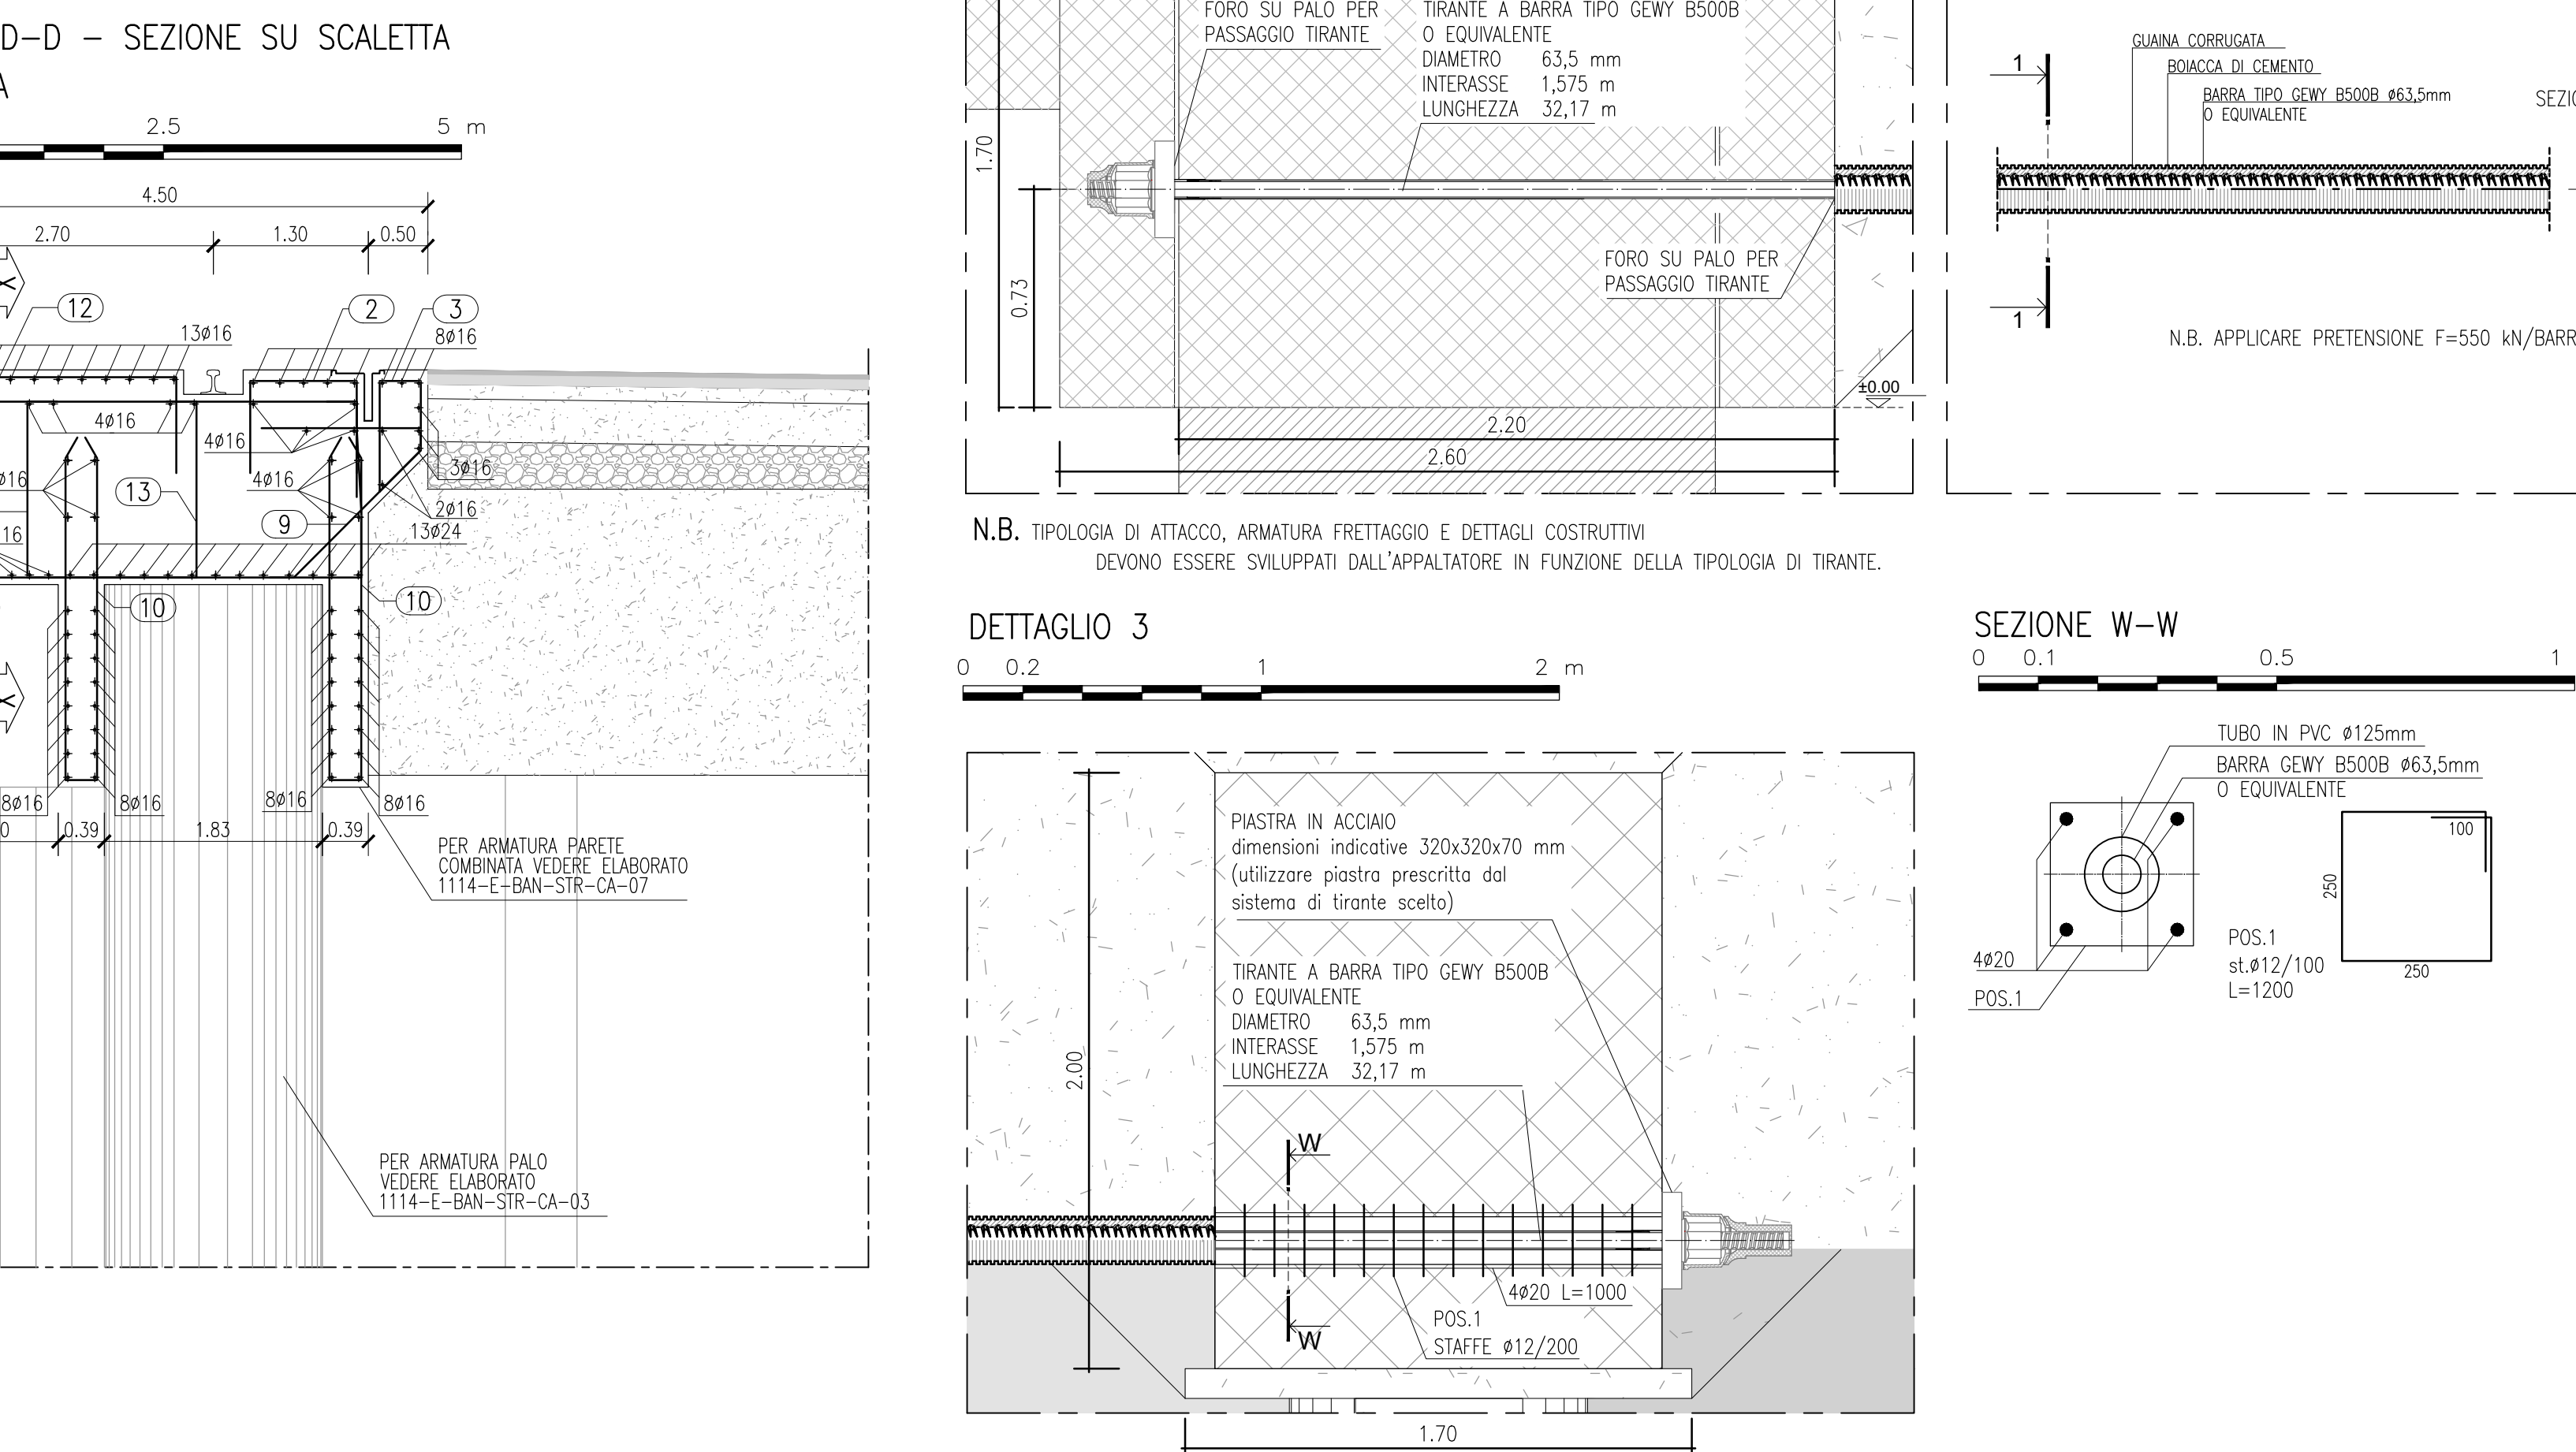 D-D - SEZIONE SU SCALETTA
A
2.5
5 m
4.50
2.70
1.30
0.50
X
12
2
3
13ø16
8ø16
4ø16
4ø16
4ø16
ø16
13
9
3ø16
2ø16
13ø24
16
10
10
X
8ø16
8ø16
8ø16
8ø16
0
0.39
1.83
0.39
PER ARMATURA PARETE
COMBINATA VEDERE ELABORATO
1114-E-BAN-STR-CA-07
PER ARMATURA PALO
VEDERE ELABORATO
1114-E-BAN-STR-CA-03
FORO SU PALO PER
PASSAGGIO TIRANTE
TIRANTE A BARRA TIPO GEWY B500B
O EQUIVALENTE
DIAMETRO 63,5 mm
INTERASSE 1,575 m
LUNGHEZZA 32,17 m
1.70
0.73
FORO SU PALO PER
PASSAGGIO TIRANTE
±0.00
2.20
2.60
N.B. TIPOLOGIA DI ATTACCO, ARMATURA FRETTAGGIO E DETTAGLI COSTRUTTIVI
DEVONO ESSERE SVILUPPATI DALL'APPALTATORE IN FUNZIONE DELLA TIPOLOGIA DI TIRANTE.
1
GUAINA CORRUGATA
BOIACCA DI CEMENTO
BARRA TIPO GEWY B500B Ø63,5mm
O EQUIVALENTE
SEZIO
1
N.B. APPLICARE PRETENSIONE F=550 kN/BARR
DETTAGLIO 3
0 0.2 1 2 m
PIASTRA IN ACCIAIO
dimensioni indicative 320x320x70 mm
(utilizzare piastra prescritta dal
sistema di tirante scelto)
TIRANTE A BARRA TIPO GEWY B500B
O EQUIVALENTE
DIAMETRO 63,5 mm
INTERASSE 1,575 m
LUNGHEZZA 32,17 m
2.00
W
W
4ø20 L=1000
POS.1
STAFFE ø12/200
1.70
SEZIONE W-W
0 0.1 0.5 1
TUBO IN PVC Ø125mm
BARRA GEWY B500B Ø63,5mm
O EQUIVALENTE
100
250
250
4ø20
POS.1
POS.1
st.ø12/100
L=1200